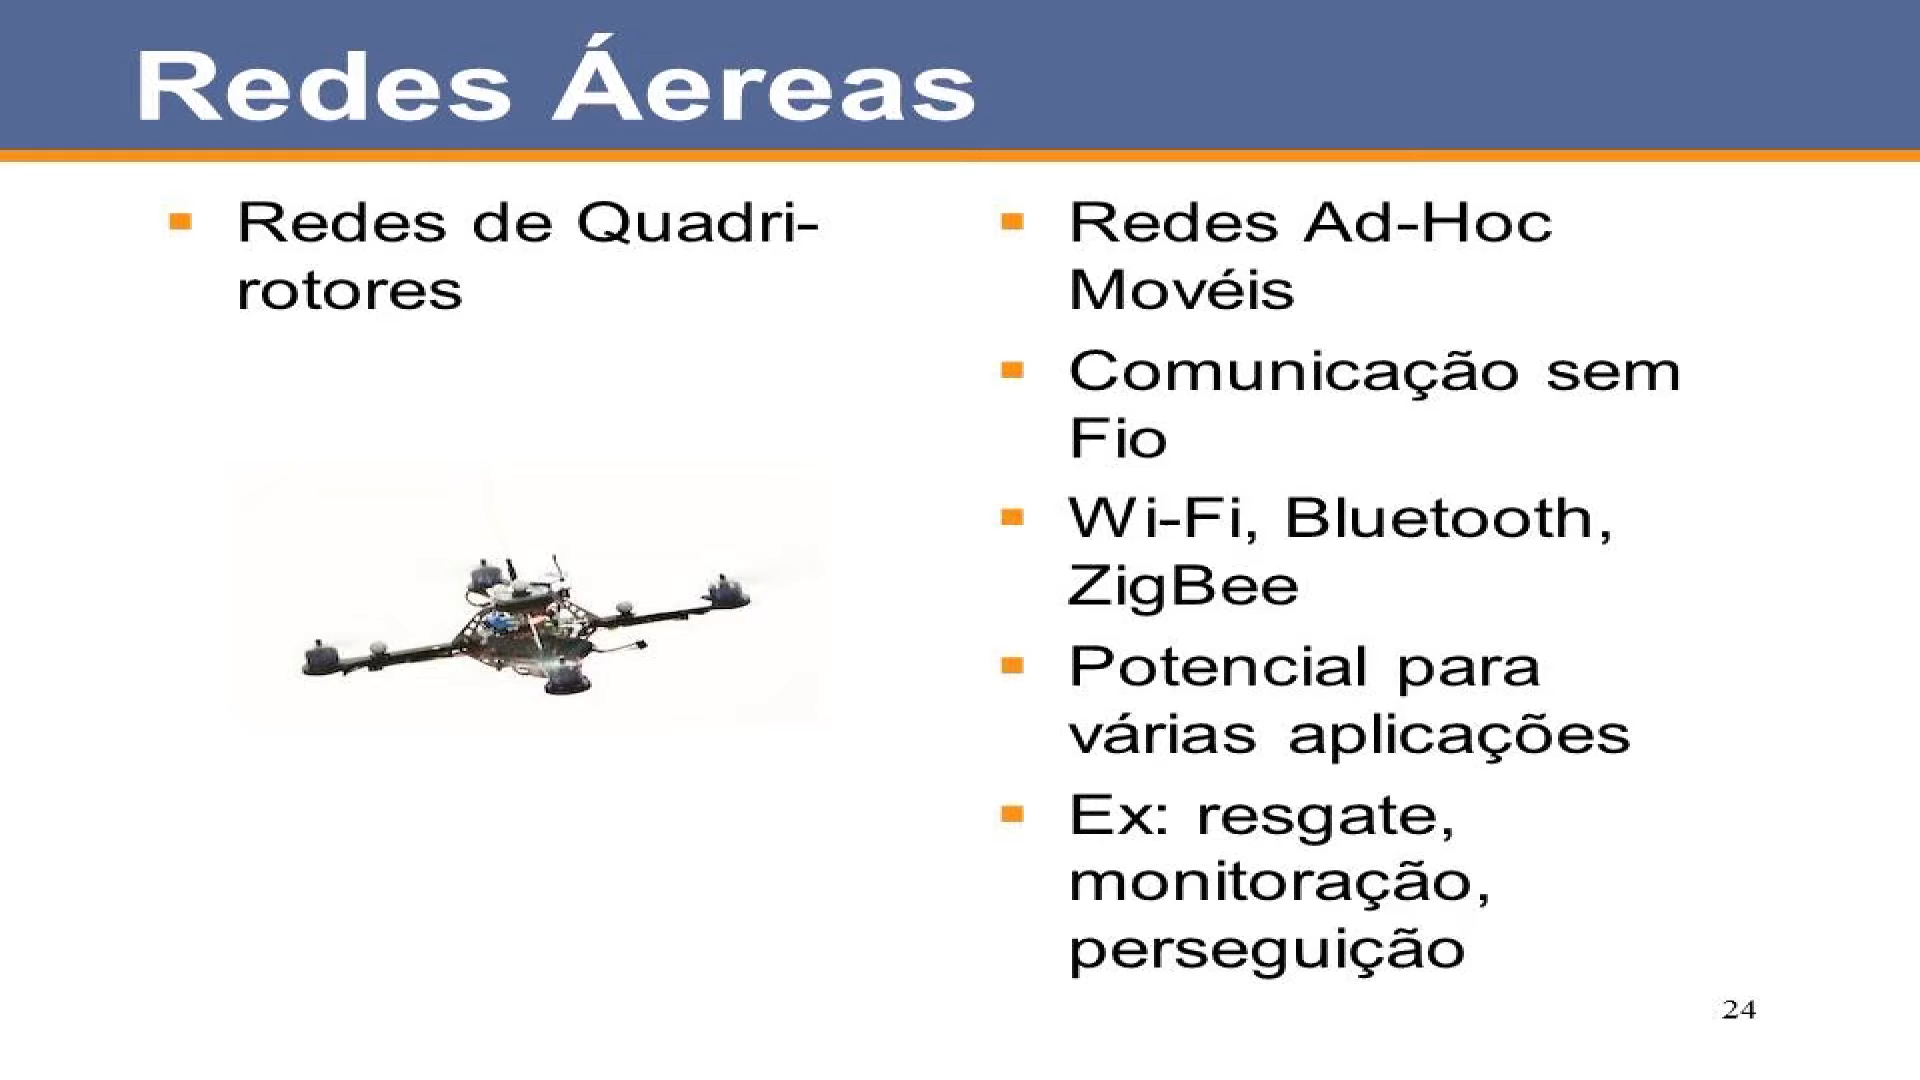 Redes Áereas
Redes de Quadri-
rotores
Redes Ad-Hoc
Movéis
Comunicação sem
Fio
Wi-Fi, Bluetooth,
ZigBee
Potencial para
várias aplicações
Ex: resgate,
monitoração,
perseguição
24